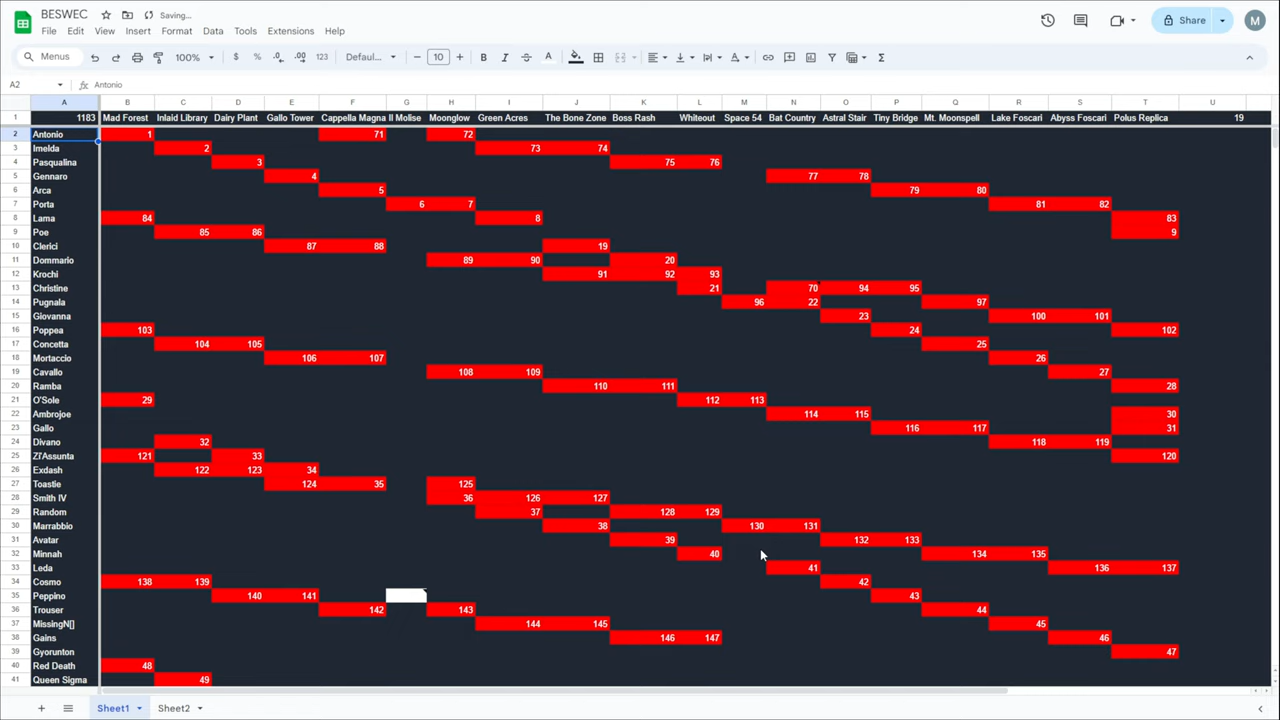 BESWEC Saving...
File Edit View Insert Format Data Tools Extensions Help
Share M
Menus 100% $ % .0 .00 123 Defaul... − 10 + B I A Σ
A2 fx Antonio
A B C D E F G H I J K L M N O P Q R S T U
1 1183 Mad Forest Inlaid Library Dairy Plant Gallo Tower Cappella Magna Il Molise Moonglow Green Acres The Bone Zone Boss Rash Whiteout Space 54 Bat Country Astral Stair Tiny Bridge Mt. Moonspell Lake Foscari Abyss Foscari Polus Replica 19
2 Antonio 1 71 72
3 Imelda 2 73 74
4 Pasqualina 3 75 76
5 Gennaro 4 77 78
6 Arca 5 79 80
7 Porta 6 7 81 82
8 Lama 84 8 83
9 Poe 85 86 9
10 Clerici 87 88 19
11 Dommario 89 90 20
12 Krochi 91 92 93
13 Christine 21 70 94 95
14 Pugnala 96 22 97
15 Giovanna 23 100 101
16 Poppea 103 24 102
17 Concetta 104 105 25
18 Mortaccio 106 107 26
19 Cavallo 108 109 27
20 Ramba 110 111 28
21 O'Sole 29 112 113
22 Ambrojoe 114 115 30
23 Gallo 116 117 31
24 Divano 32 118 119
25 Zi'Assunta 121 33 120
26 Exdash 122 123 34
27 Toastie 124 35 125
28 Smith IV 36 126 127
29 Random 37 128 129
30 Marrabbio 38 130 131
31 Avatar 39 132 133
32 Minnah 40 134 135
33 Leda 41 136 137
34 Cosmo 138 139 42
35 Peppino 140 141 43
36 Trouser 142 143 44
37 MissingN[] 144 145 45
38 Gains 146 147 46
39 Gyorunton 47
40 Red Death 48
41 Queen Sigma 49
+ Sheet1 Sheet2